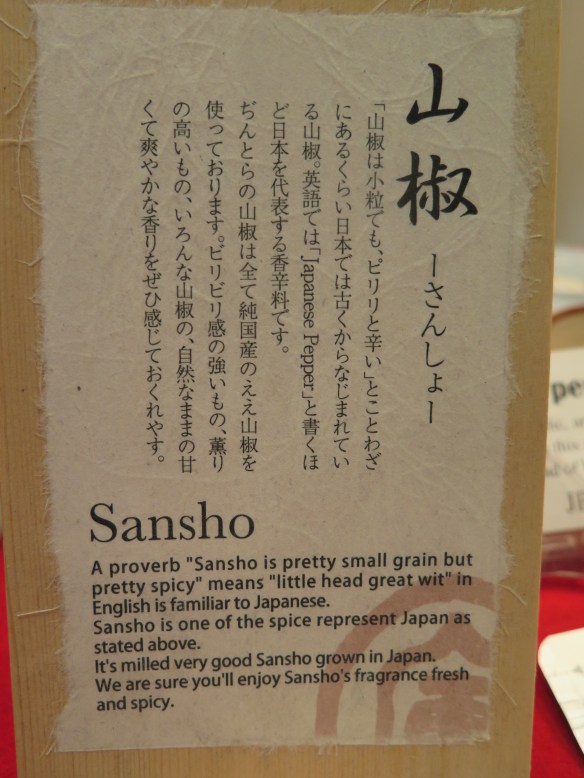 山椒 ーさんしょー
「山椒は小粒でも、ピリリと辛い」とことわざ
にあるくらい日本では古くからなじまれてい
る山椒。英語では「Japanese Pepper」と書くほ
ど日本を代表する香辛料です。
ぢんとらの山椒は全て純国産のええ山椒を
使っております。ピリピリ感の強いもの、薫り
の高いもの、いろんな山椒の、自然なままの甘
くて爽やかな香りをぜひ感じておくれやす。
Sansho
A proverb "Sansho is pretty small grain but
pretty spicy" means "little head great wit" in
English is familiar to Japanese.
Sansho is one of the spice represent Japan as
stated above.
It's milled very good Sansho grown in Japan.
We are sure you'll enjoy Sansho's fragrance fresh
and spicy.